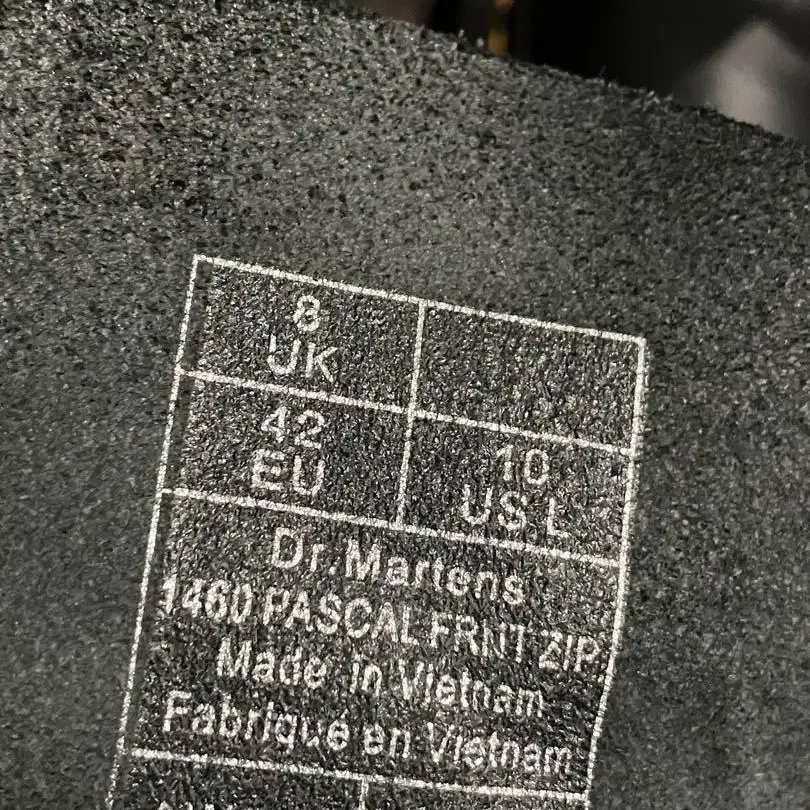 8
UK
42
EU
10
US L
Dr.Martens
1460 PASCAL FRNT ZIP
Made in Vietnam
Fabriqué en Vietnam